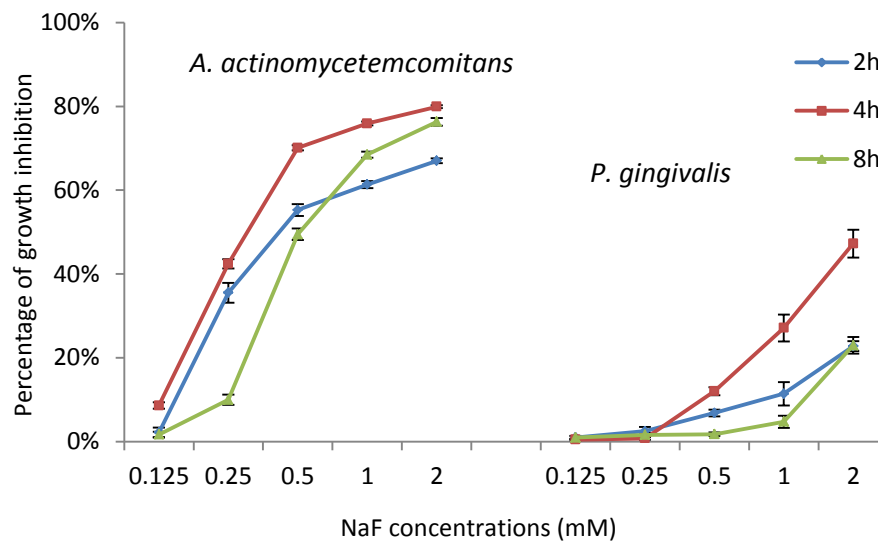 100%
80%
60%
40%
20%
0%
Percentage of growth inhibition
A. actinomycetemcomitans
P. gingivalis
2h
4h
8h
0.125 0.25 0.5 1 2 0.125 0.25 0.5 1 2
NaF concentrations (mM)